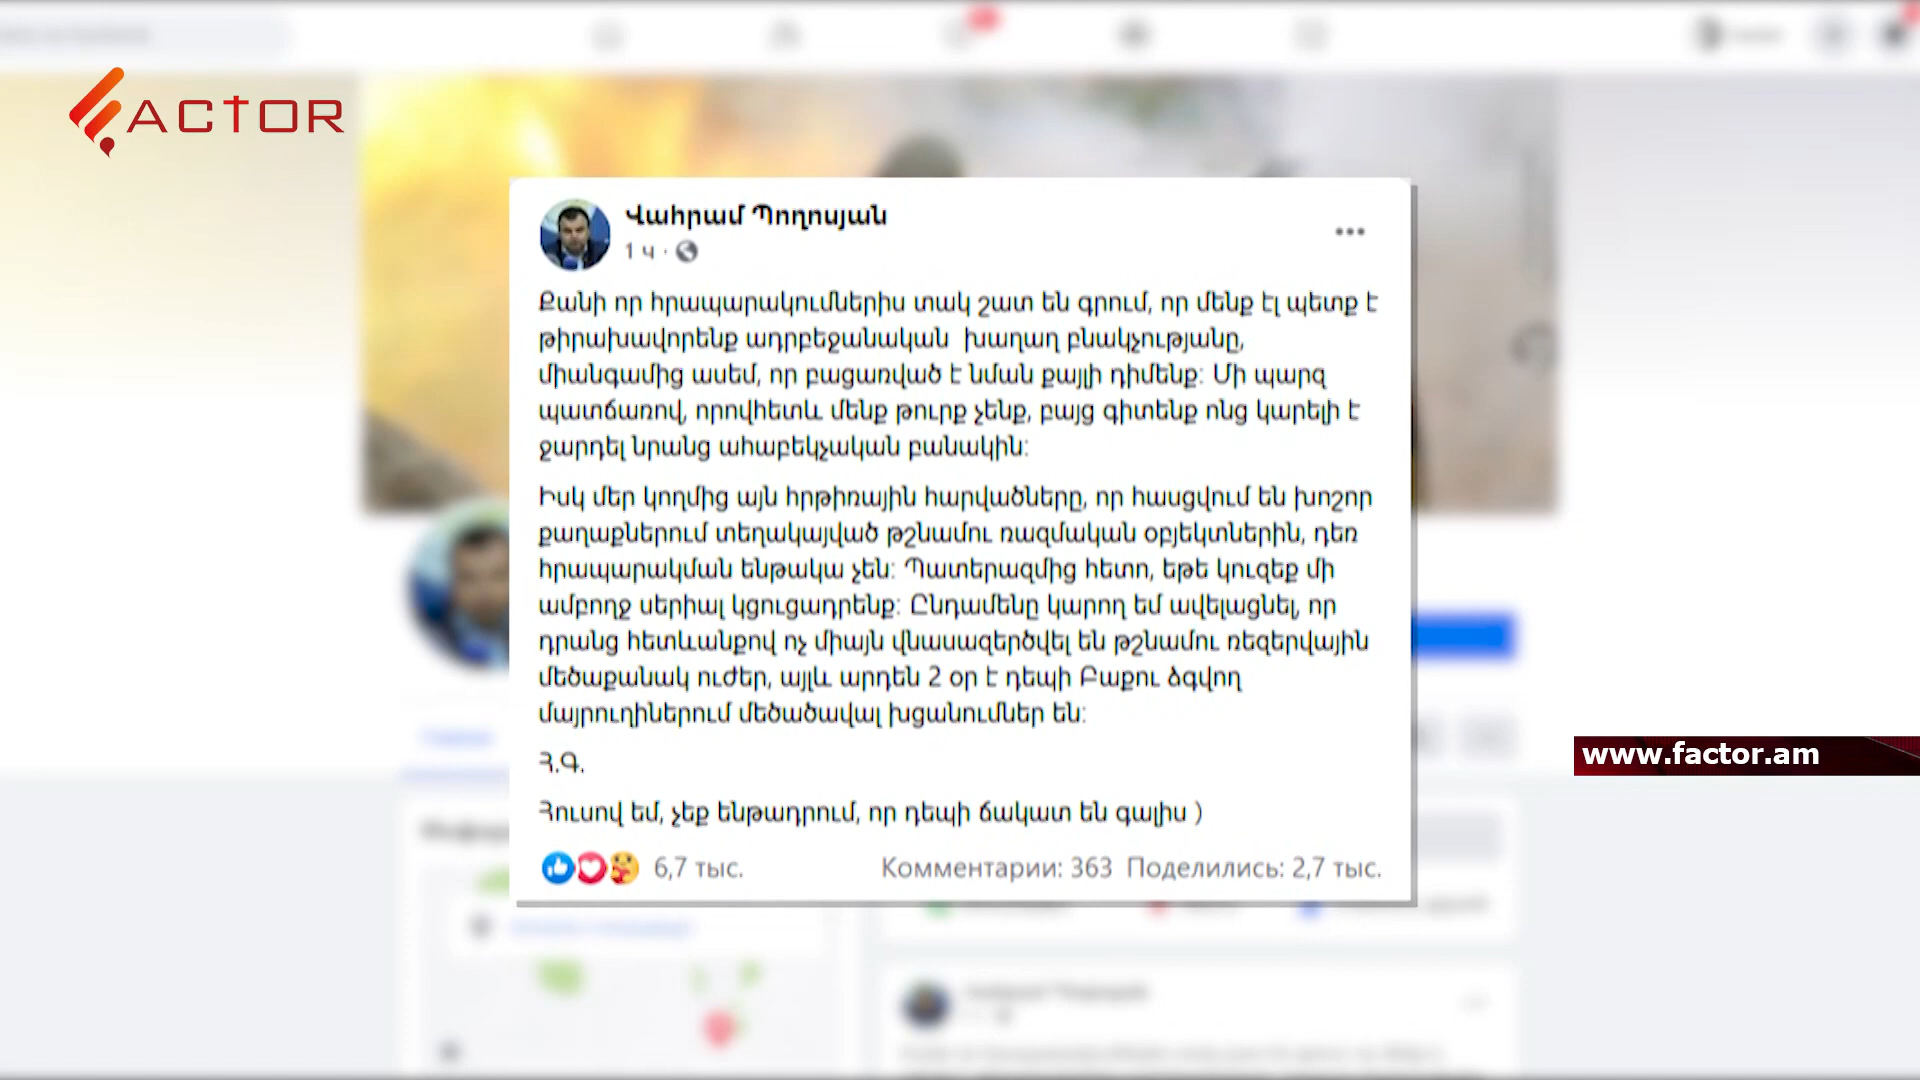 ACTOR
Վահրամ Պողոսյան
1 ч ·
Քանի որ հրապարակումներիս տակ շատ են գրում, որ մենք էլ պետք է
թիրախավորենք ադրբեջանական խաղաղ բնակչությանը,
միանգամից ասեմ, որ բացառված է նման քայլի դիմենք: Մի պարզ
պատճառով, որովհետև մենք թուրք չենք, բայց գիտենք ոնց կարելի է
ջարդել նրանց ահաբեկչական բանակին:
Իսկ մեր կողմից այն հրթիռային հարվածները, որ հասցվում են խոշոր
քաղաքներում տեղակայված թշնամու ռազմական օբյեկտներին, դեռ
հրապարակման ենթակա չեն: Պատերազմից հետո, եթե կուզեք մի
ամբողջ սերիալ կցուցադրենք: Ընդամենը կարող եմ ավելացնել, որ
դրանց հետևանքով ոչ միայն վնասազերծվել են թշնամու ռեզերվային
մեծաքանակ ուժեր, այլև արդեն 2 օր է դեպի Բաքու ձգվող
մայրուղիներում մեծածավալ խցանումներ են:
Հ.Գ.
Հուսով եմ, չեք ենթադրում, որ դեպի ճակատ են գալիս )
6,7 тыс. Комментарии: 363 Поделились: 2,7 тыс.
www.factor.am